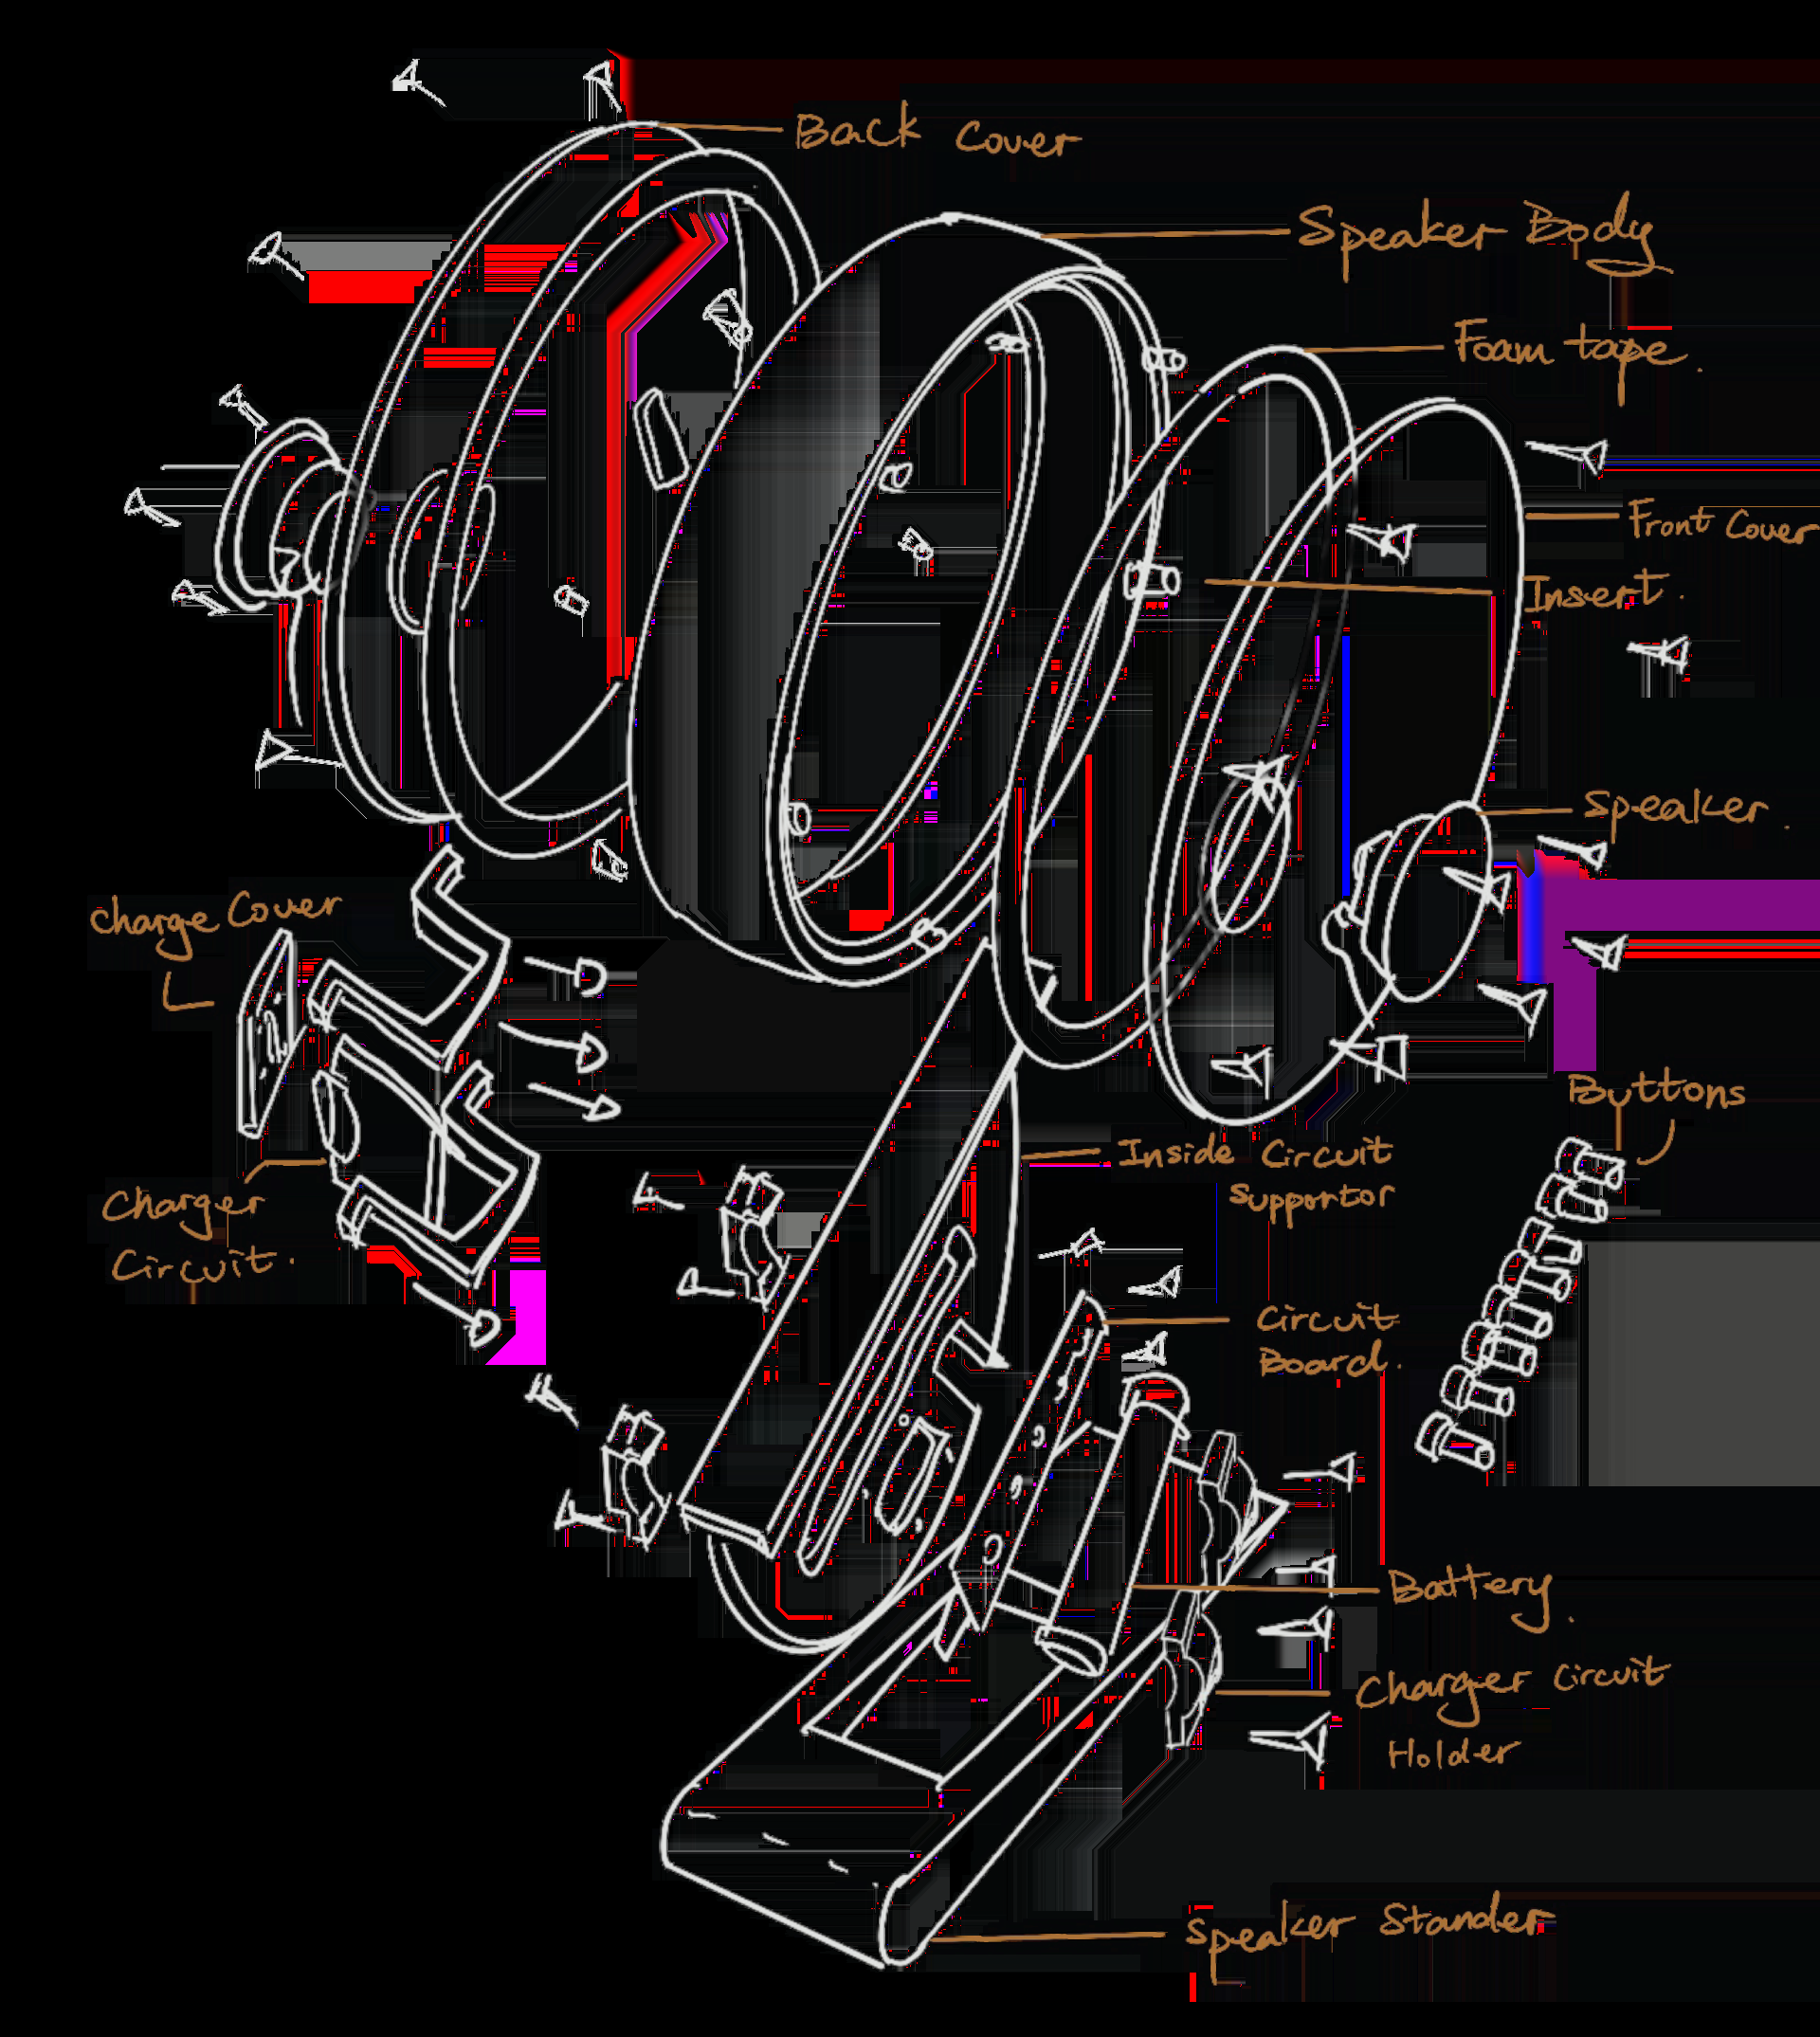 Back Cover
Speaker Body
Foam tape.
Front Cover
Insert.
Speaker.
Charge Cover
Buttons
Inside Circuit
Supportor
Charger
Circuit.
Circuit
Board.
Battery.
Charger Circuit
Holder
Speaker Stander